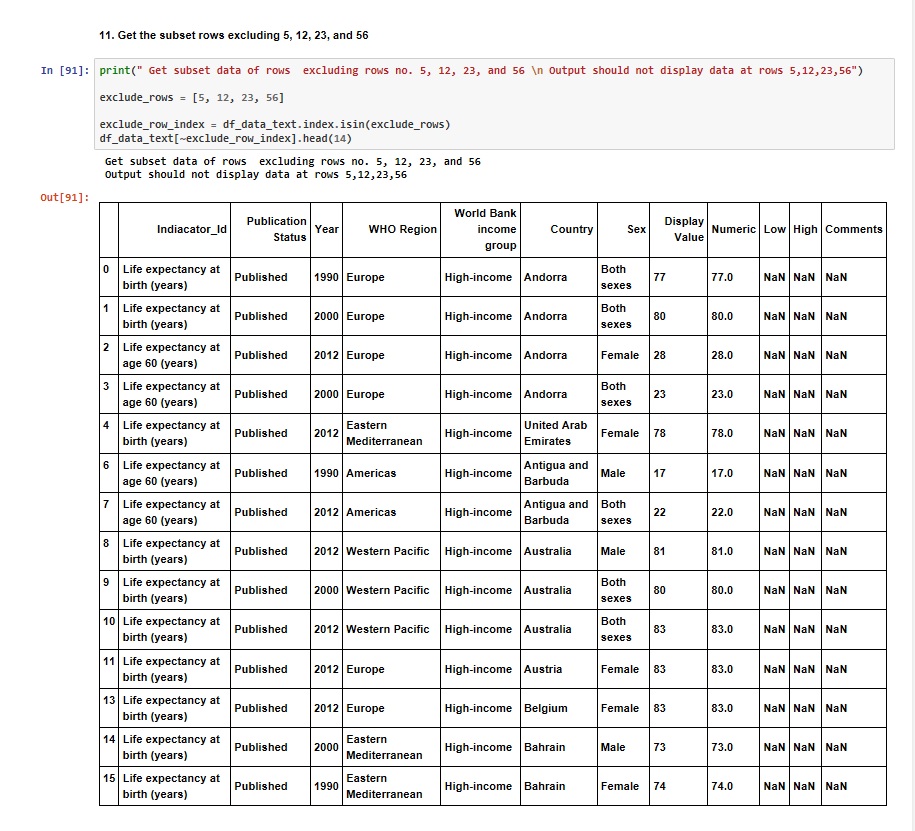 11. Get the subset rows excluding 5, 12, 23, and 56
In [91]: print(" Get subset data of rows  excluding rows no. 5, 12, 23, and 56 \n Output should not display data at rows 5,12,23,56")
exclude_rows = [5, 12, 23, 56]
exclude_row_index = df_data_text.index.isin(exclude_rows)
df_data_text[~exclude_row_index].head(14)
Get subset data of rows  excluding rows no. 5, 12, 23, and 56
Output should not display data at rows 5,12,23,56
Out[91]:
Indiacator_Id Publication Status Year WHO Region World Bank income group Country Sex Display Value Numeric Low High Comments
0 Life expectancy at birth (years) Published 1990 Europe High-income Andorra Both sexes 77 77.0 NaN NaN NaN
1 Life expectancy at birth (years) Published 2000 Europe High-income Andorra Both sexes 80 80.0 NaN NaN NaN
2 Life expectancy at age 60 (years) Published 2012 Europe High-income Andorra Female 28 28.0 NaN NaN NaN
3 Life expectancy at age 60 (years) Published 2000 Europe High-income Andorra Both sexes 23 23.0 NaN NaN NaN
4 Life expectancy at birth (years) Published 2012 Eastern Mediterranean High-income United Arab Emirates Female 78 78.0 NaN NaN NaN
6 Life expectancy at age 60 (years) Published 1990 Americas High-income Antigua and Barbuda Male 17 17.0 NaN NaN NaN
7 Life expectancy at age 60 (years) Published 2012 Americas High-income Antigua and Barbuda Both sexes 22 22.0 NaN NaN NaN
8 Life expectancy at birth (years) Published 2012 Western Pacific High-income Australia Male 81 81.0 NaN NaN NaN
9 Life expectancy at birth (years) Published 2000 Western Pacific High-income Australia Both sexes 80 80.0 NaN NaN NaN
10 Life expectancy at birth (years) Published 2012 Western Pacific High-income Australia Both sexes 83 83.0 NaN NaN NaN
11 Life expectancy at birth (years) Published 2012 Europe High-income Austria Female 83 83.0 NaN NaN NaN
13 Life expectancy at birth (years) Published 2012 Europe High-income Belgium Female 83 83.0 NaN NaN NaN
14 Life expectancy at birth (years) Published 2000 Eastern Mediterranean High-income Bahrain Male 73 73.0 NaN NaN NaN
15 Life expectancy at birth (years) Published 1990 Eastern Mediterranean High-income Bahrain Female 74 74.0 NaN NaN NaN